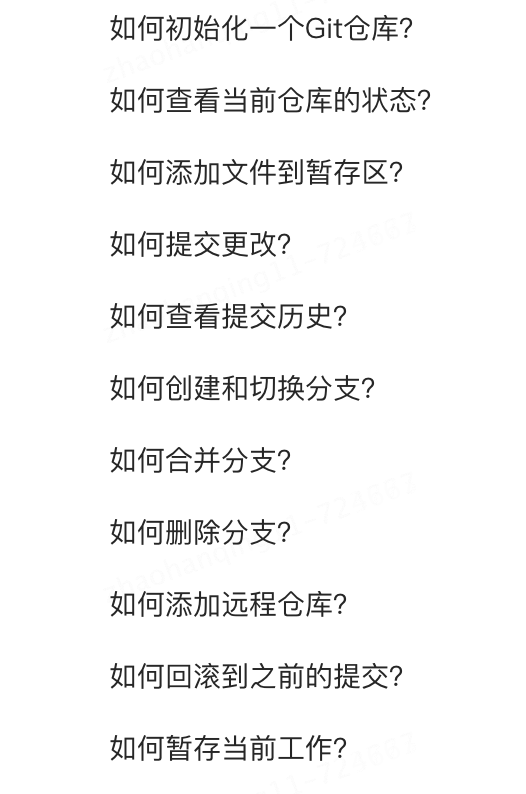 如何初始化一个Git仓库？
如何查看当前仓库的状态？
如何添加文件到暂存区？
如何提交更改？
如何查看提交历史？
如何创建和切换分支？
如何合并分支？
如何删除分支？
如何添加远程仓库？
如何回滚到之前的提交？
如何暂存当前工作？